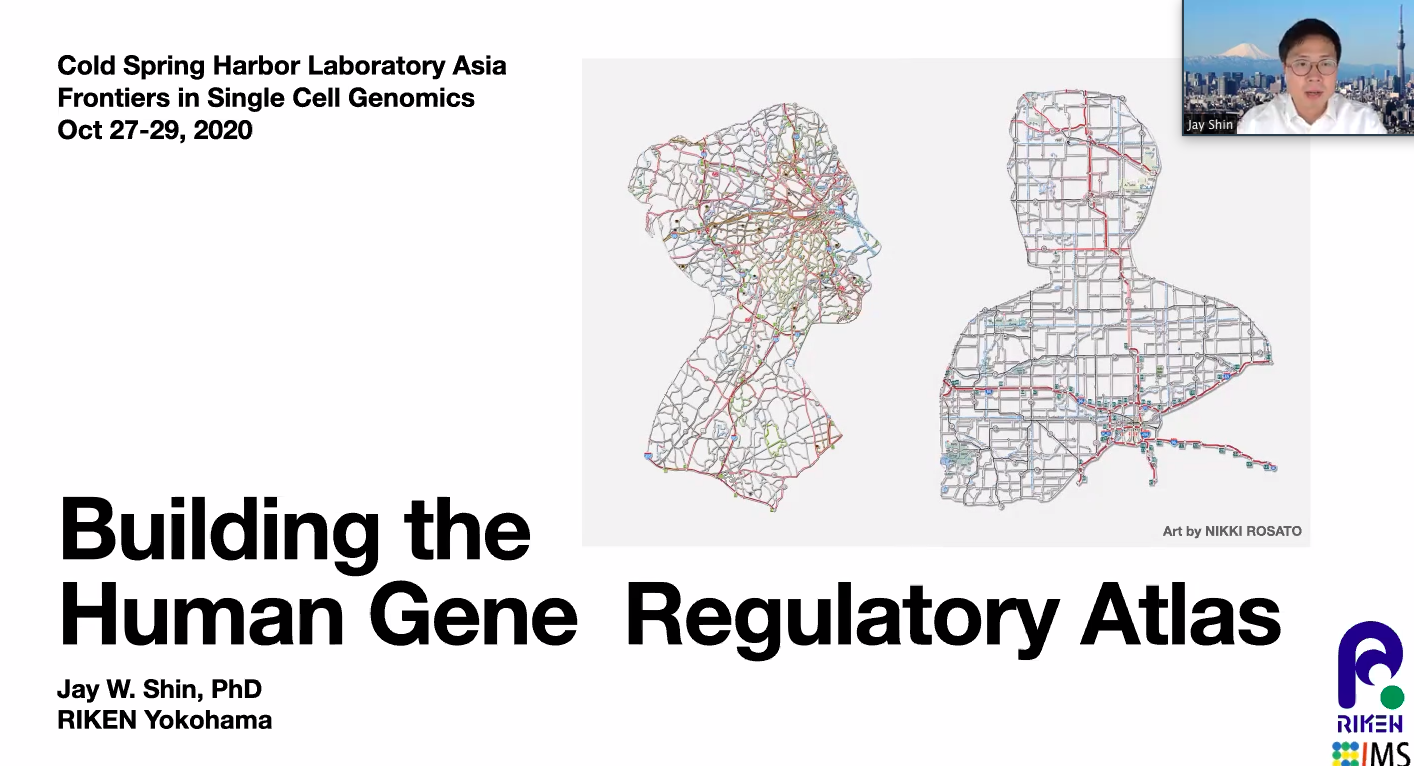 Cold Spring Harbor Laboratory Asia
Frontiers in Single Cell Genomics
Oct 27-29, 2020
Jay Shin
Art by NIKKI ROSATO
Building the
Human Gene Regulatory Atlas
Jay W. Shin, PhD
RIKEN Yokohama
RIKEN
IMS